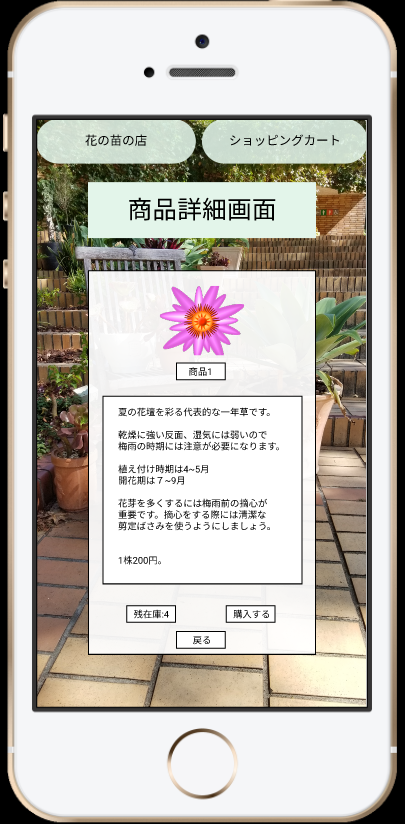 花の苗の店
ショッピングカート
商品詳細画面
商品1
夏の花壇を彩る代表的な一年草です。
乾燥に強い反面、湿気には弱いので
梅雨の時期には注意が必要になります。
植え付け時期は4~5月
開花期は７~9月
花芽を多くするには梅雨前の摘心が
重要です。摘心をする際には清潔な
剪定ばさみを使うようにしましょう。
1株200円。
残在庫:4
購入する
戻る